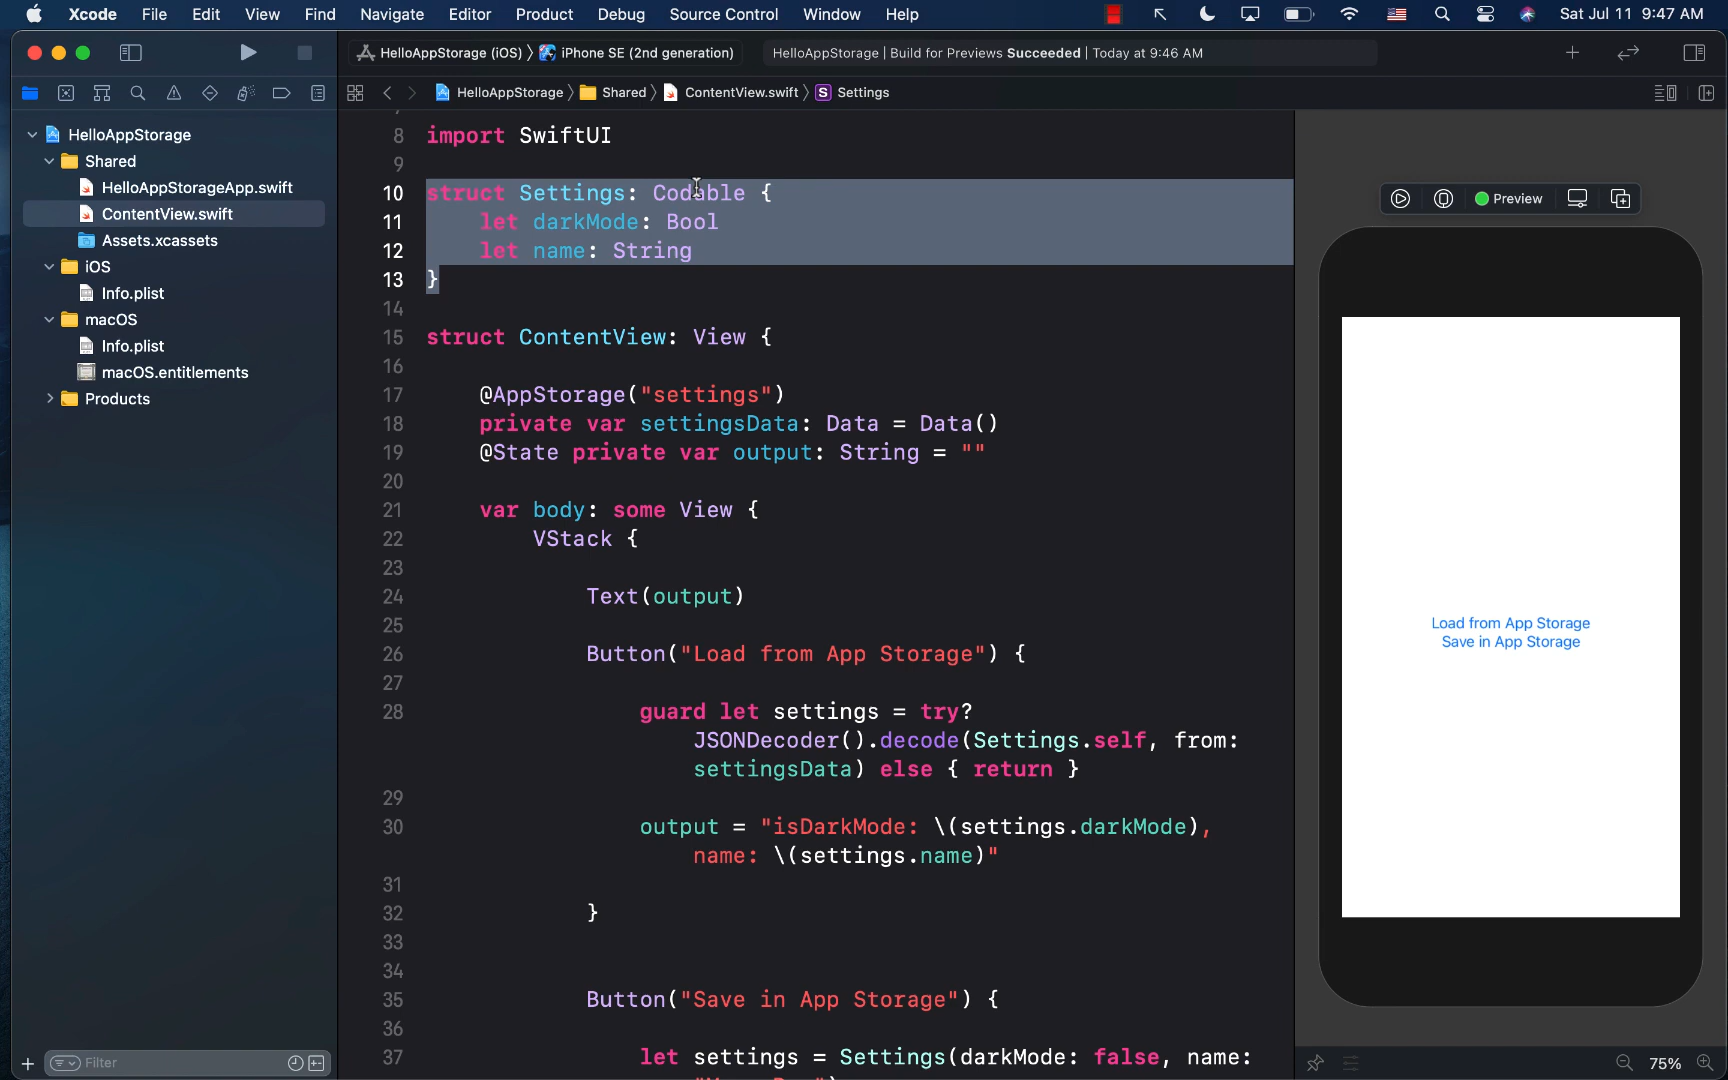 Xcode File Edit View Find Navigate Editor Product Debug Source Control Window Help Sat Jul 11 9:47 AM
HelloAppStorage (iOS) iPhone SE (2nd generation) HelloAppStorage | Build for Previews Succeeded | Today at 9:46 AM
HelloAppStorage Shared ContentView.swift S Settings
HelloAppStorage
Shared
HelloAppStorageApp.swift
ContentView.swift
Assets.xcassets
iOS
Info.plist
macOS
Info.plist
macOS.entitlements
Products
Filter
8 import SwiftUI
9
10 struct Settings: Codable {
11 let darkMode: Bool
12 let name: String
13 }
14
15 struct ContentView: View {
16
17 @AppStorage("settings")
18 private var settingsData: Data = Data()
19 @State private var output: String = ""
20
21 var body: some View {
22 VStack {
23
24 Text(output)
25
26 Button("Load from App Storage") {
27
28 guard let settings = try?
JSONDecoder().decode(Settings.self, from:
settingsData) else { return }
29
30 output = "isDarkMode: \(settings.darkMode),
name: \(settings.name)"
31
32 }
33
34
35 Button("Save in App Storage") {
36
37 let settings = Settings(darkMode: false, name:
Preview
Load from App Storage
Save in App Storage
75%